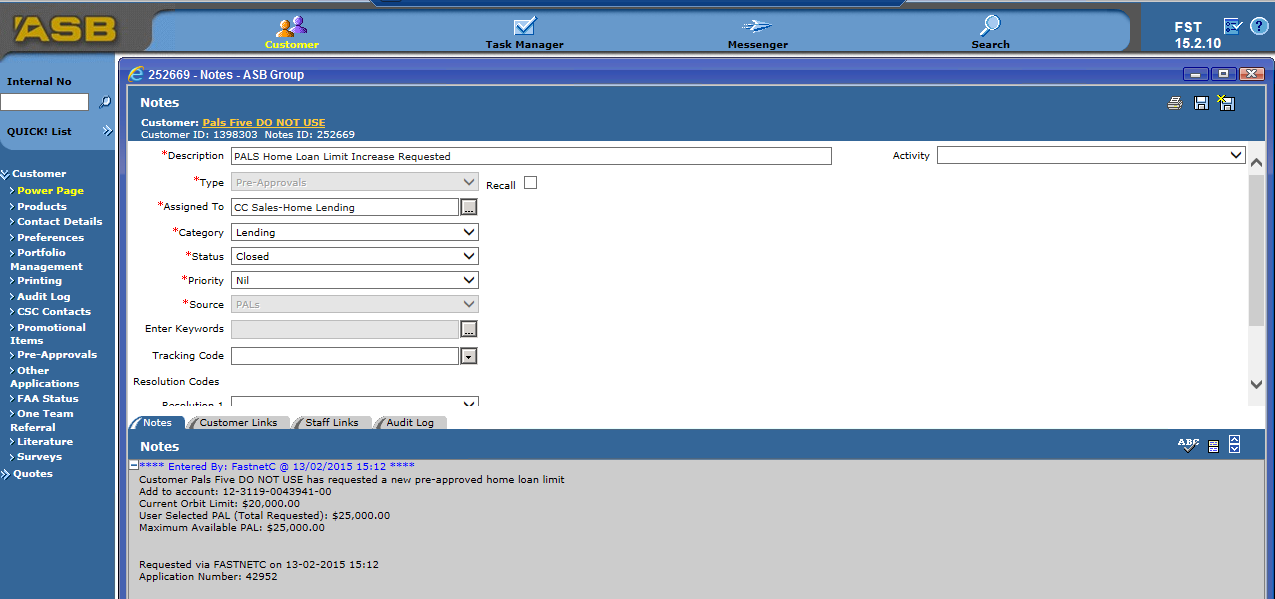 ASB
Customer
Task Manager
Messenger
Search
FST
15.2.10
Internal No
QUICK! List
Customer
Power Page
Products
Contact Details
Preferences
Portfolio
Management
Printing
Audit Log
CSC Contacts
Promotional
Items
Pre-Approvals
Other
Applications
FAA Status
One Team
Referral
Literature
Surveys
Quotes
252669 - Notes - ASB Group
Notes
Customer: Pals Five DO NOT USE
Customer ID: 1398303 Notes ID: 252669
*Description PALS Home Loan Limit Increase Requested
Activity
*Type Pre-Approvals
Recall
*Assigned To CC Sales-Home Lending ...
*Category Lending
*Status Closed
*Priority Nil
*Source PALs
Enter Keywords ...
Tracking Code
Resolution Codes
Resolution 1
Notes Customer Links Staff Links Audit Log
Notes
ABC
**** Entered By: FastnetC @ 13/02/2015 15:12 ****
Customer Pals Five DO NOT USE has requested a new pre-approved home loan limit
Add to account: 12-3119-0043941-00
Current Orbit Limit: $20,000.00
User Selected PAL (Total Requested): $25,000.00
Maximum Available PAL: $25,000.00
Requested via FASTNETC on 13-02-2015 15:12
Application Number: 42952